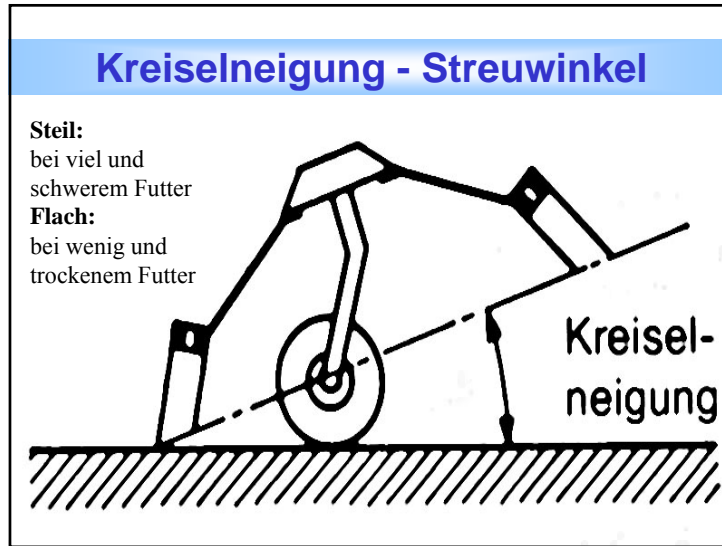 Kreiselneigung - Streuwinkel
Steil:
bei viel und
schwerem Futter
Flach:
bei wenig und
trockenem Futter
Kreisel-
neigung